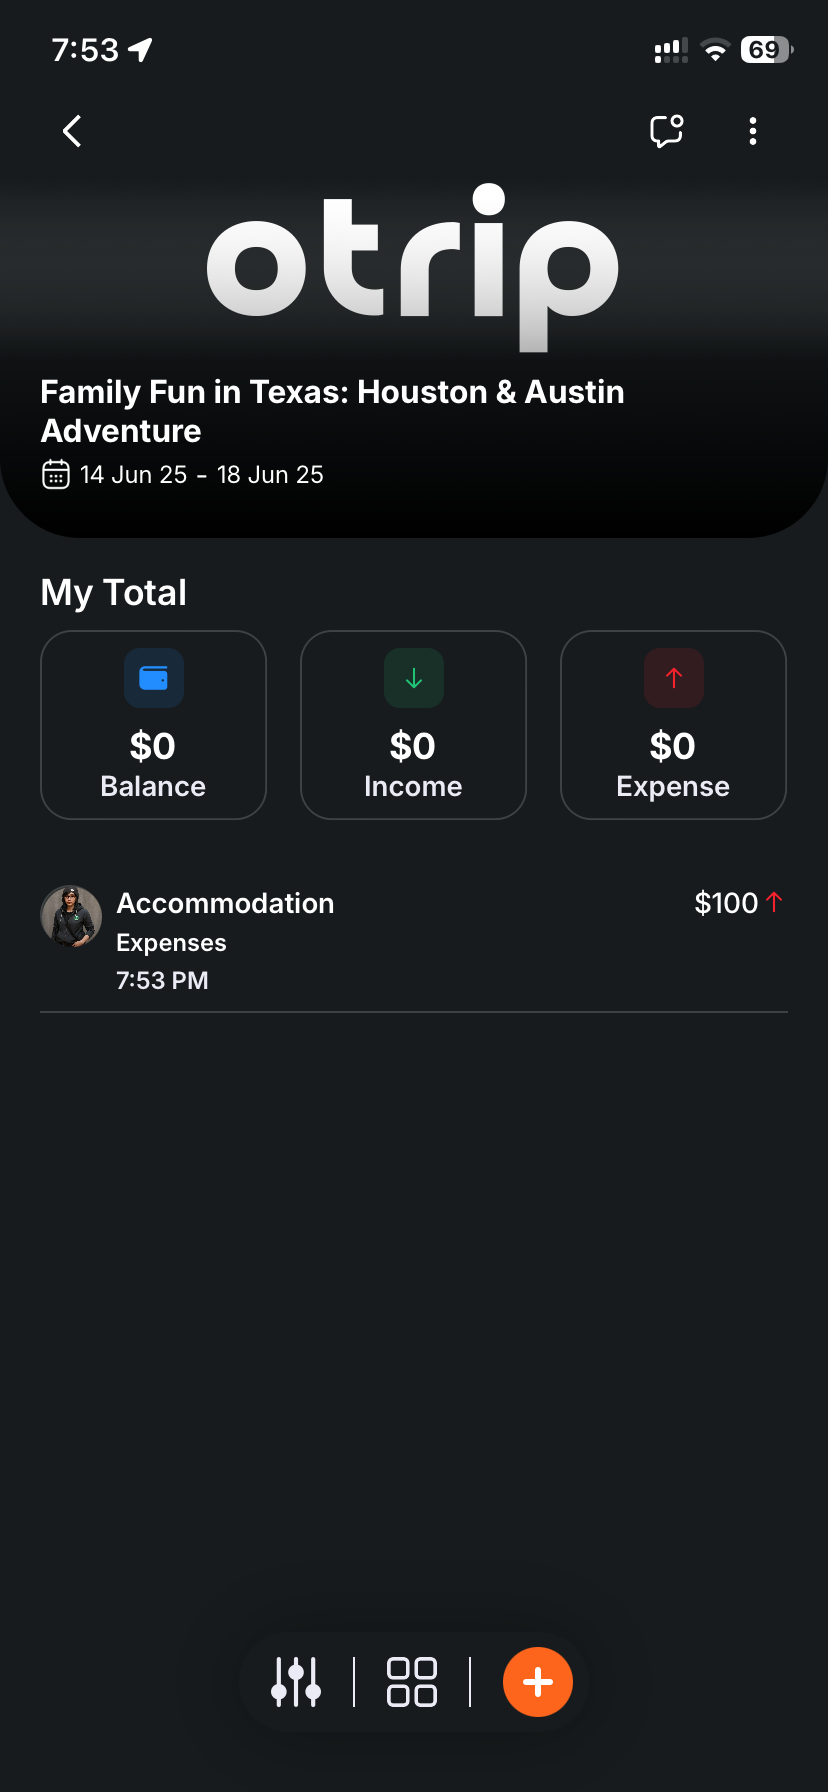 7:53
69
otrip
Family Fun in Texas: Houston & Austin
Adventure
14 Jun 25 - 18 Jun 25
My Total
$0
Balance
$0
Income
$0
Expense
Accommodation
$100
Expenses
7:53 PM